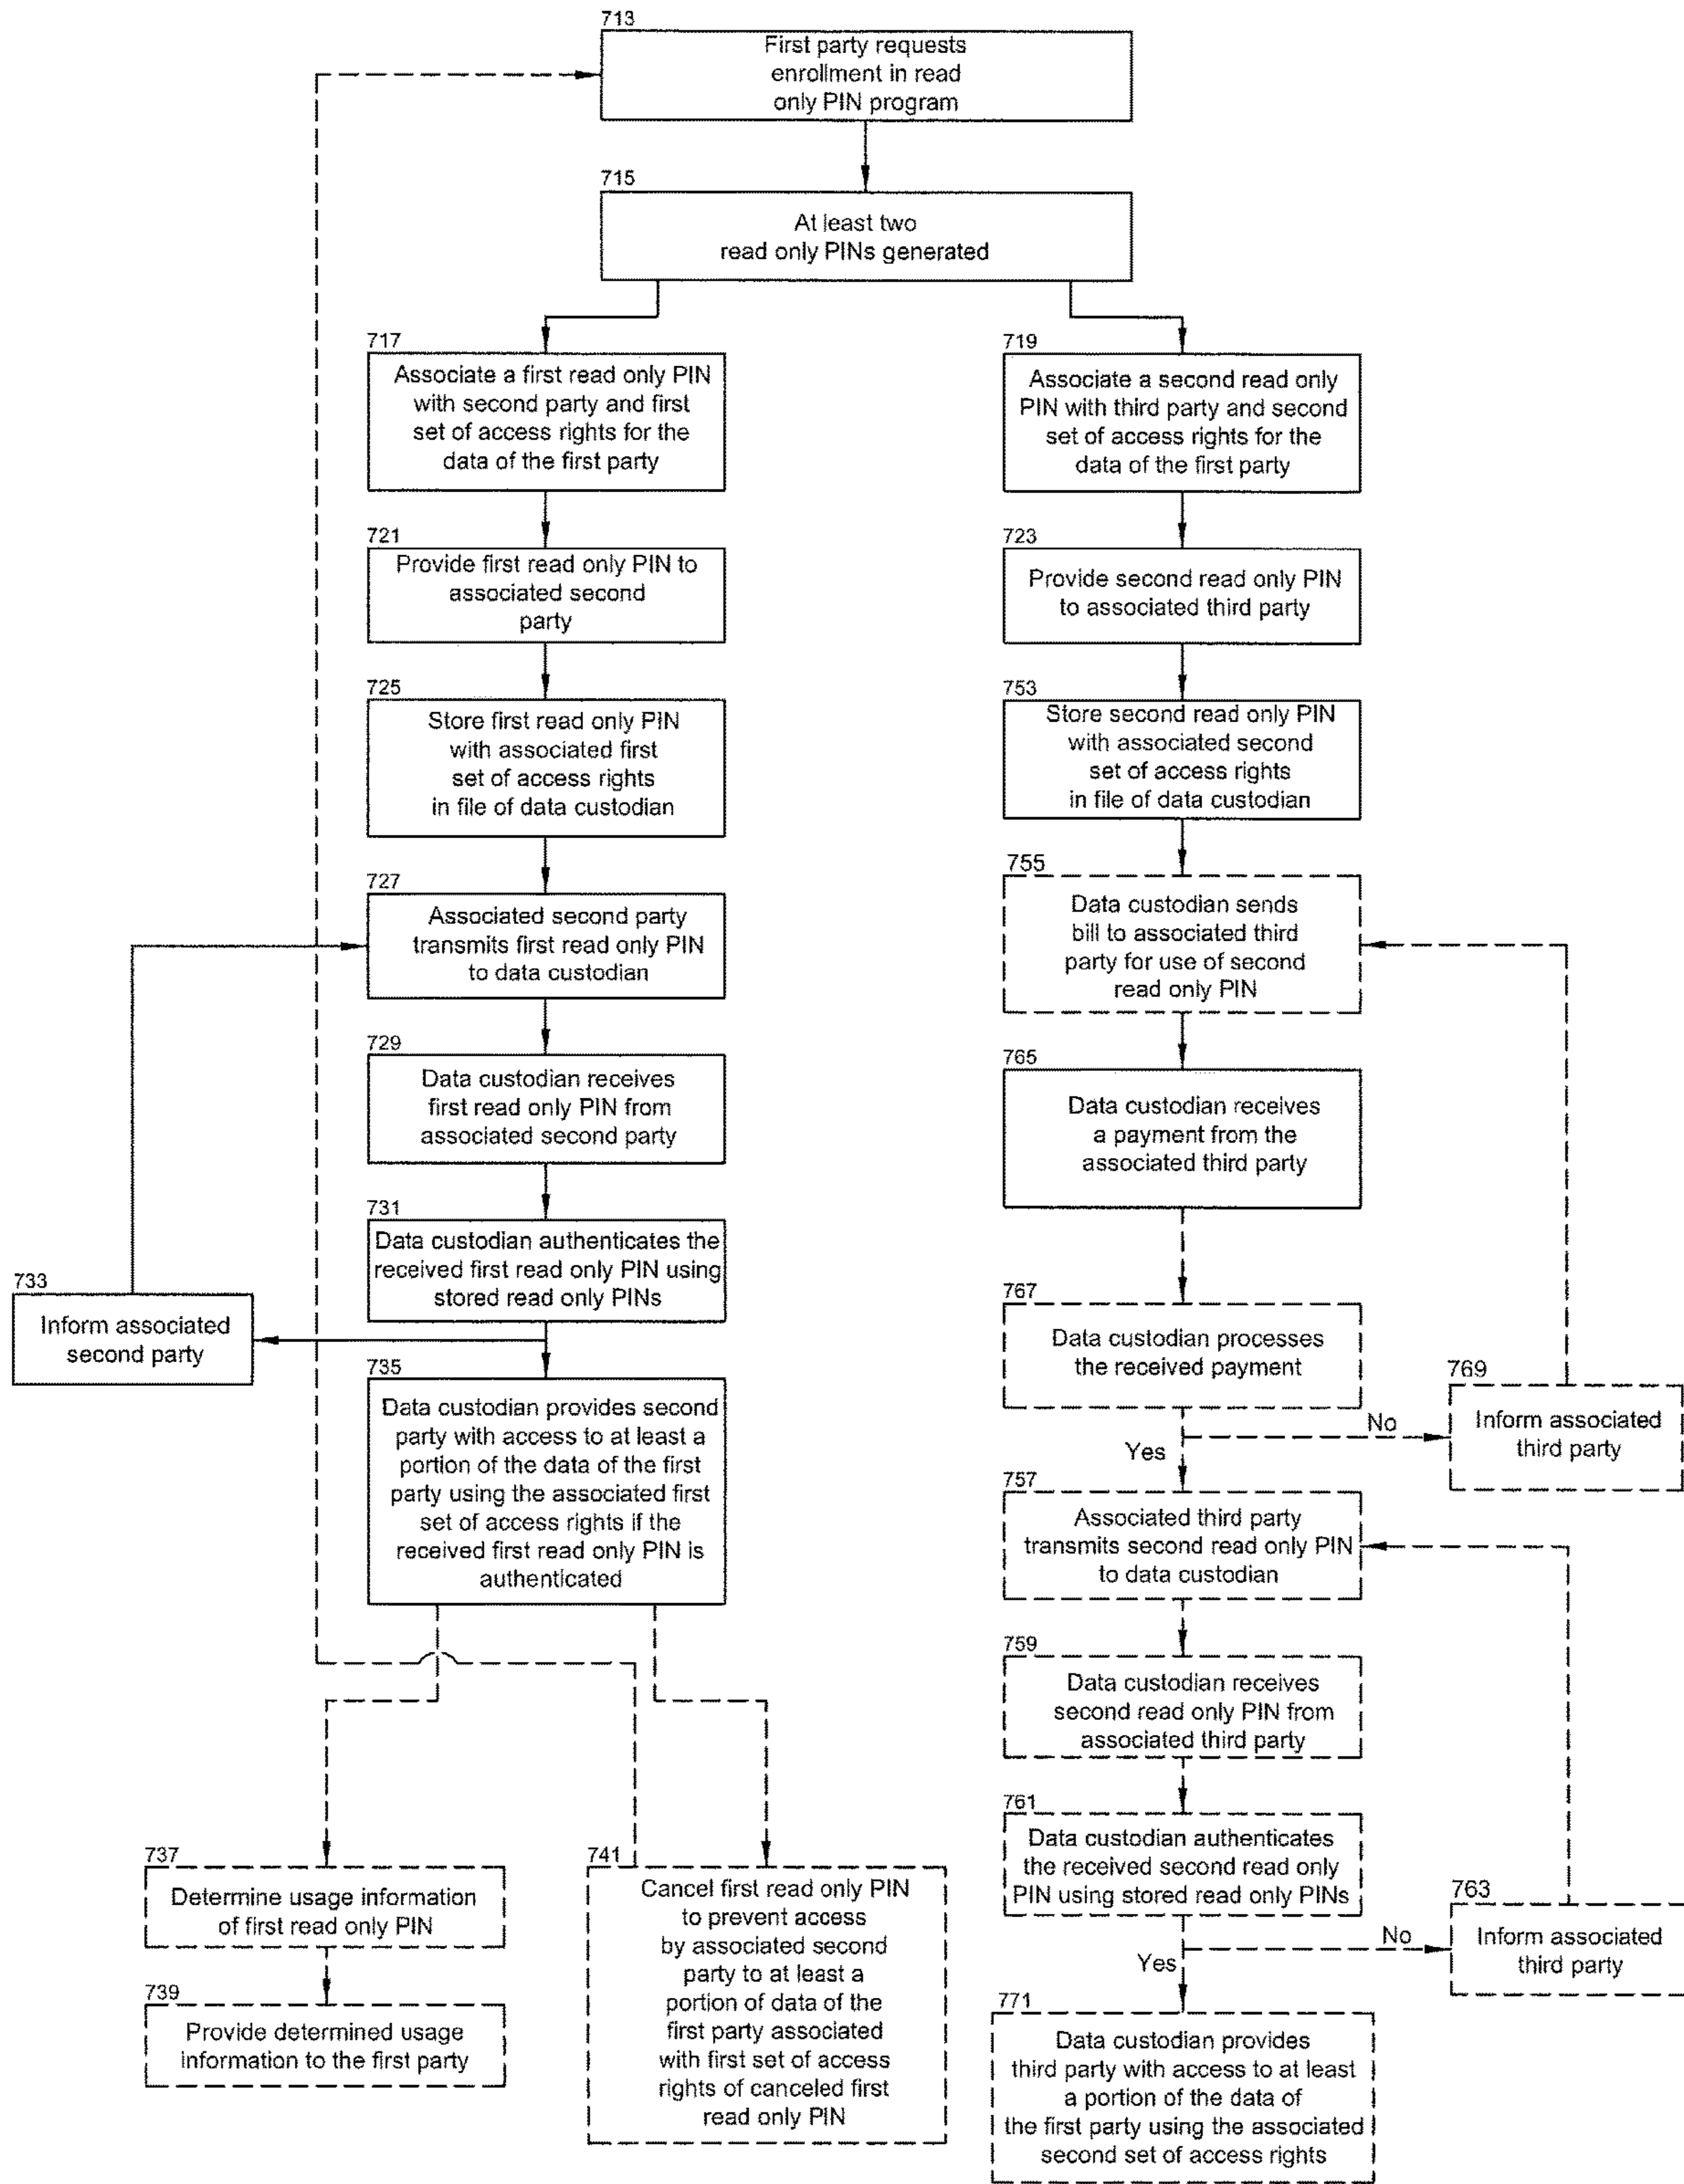 713
First party requests
enrollment in read
only PIN program
715
At least two
read only PINs generated
717
Associate a first read only PIN
with second party and first
set of access rights for the
data of the first party
721
Provide first read only PIN to
associated second
party
725
Store first read only PIN
with associated first
set of access rights
in file of data custodian
727
Associated second party
transmits first read only PIN
to data custodian
729
Data custodian receives
first read only PIN from
associated second party
731
Data custodian authenticates the
received first read only PIN using
stored read only PINs
733
Inform associated
second party
735
Data custodian provides second
party with access to at least a
portion of the data of the first
party using the associated first
set of access rights if the
received first read only PIN is
authenticated
737
Determine usage information
of first read only PIN
739
Provide determined usage
information to the first party
741
Cancel first read only PIN
to prevent access
by associated second
party to at least a
portion of data of the
first party associated
with first set of access
rights of canceled first
read only PIN
719
Associate a second read only
PIN with third party and second
set of access rights for the
data of the first party
723
Provide second read only PIN
to associated third party
753
Store second read only PIN
with associated second
set of access rights
in file of data custodian
755
Data custodian sends
bill to associated third
party for use of second
read only PIN
765
Data custodian receives
a payment from the
associated third party
767
Data custodian processes
the received payment
No
Yes
769
Inform associated
third party
757
Associated third party
transmits second read only PIN
to data custodian
759
Data custodian receives
second read only PIN from
associated third party
761
Data custodian authenticates
the received second read only
PIN using stored read only PINs
No
Yes
763
Inform associated
third party
771
Data custodian provides
third party with access to at least
a portion of the data of
the first party using the associated
second set of access rights